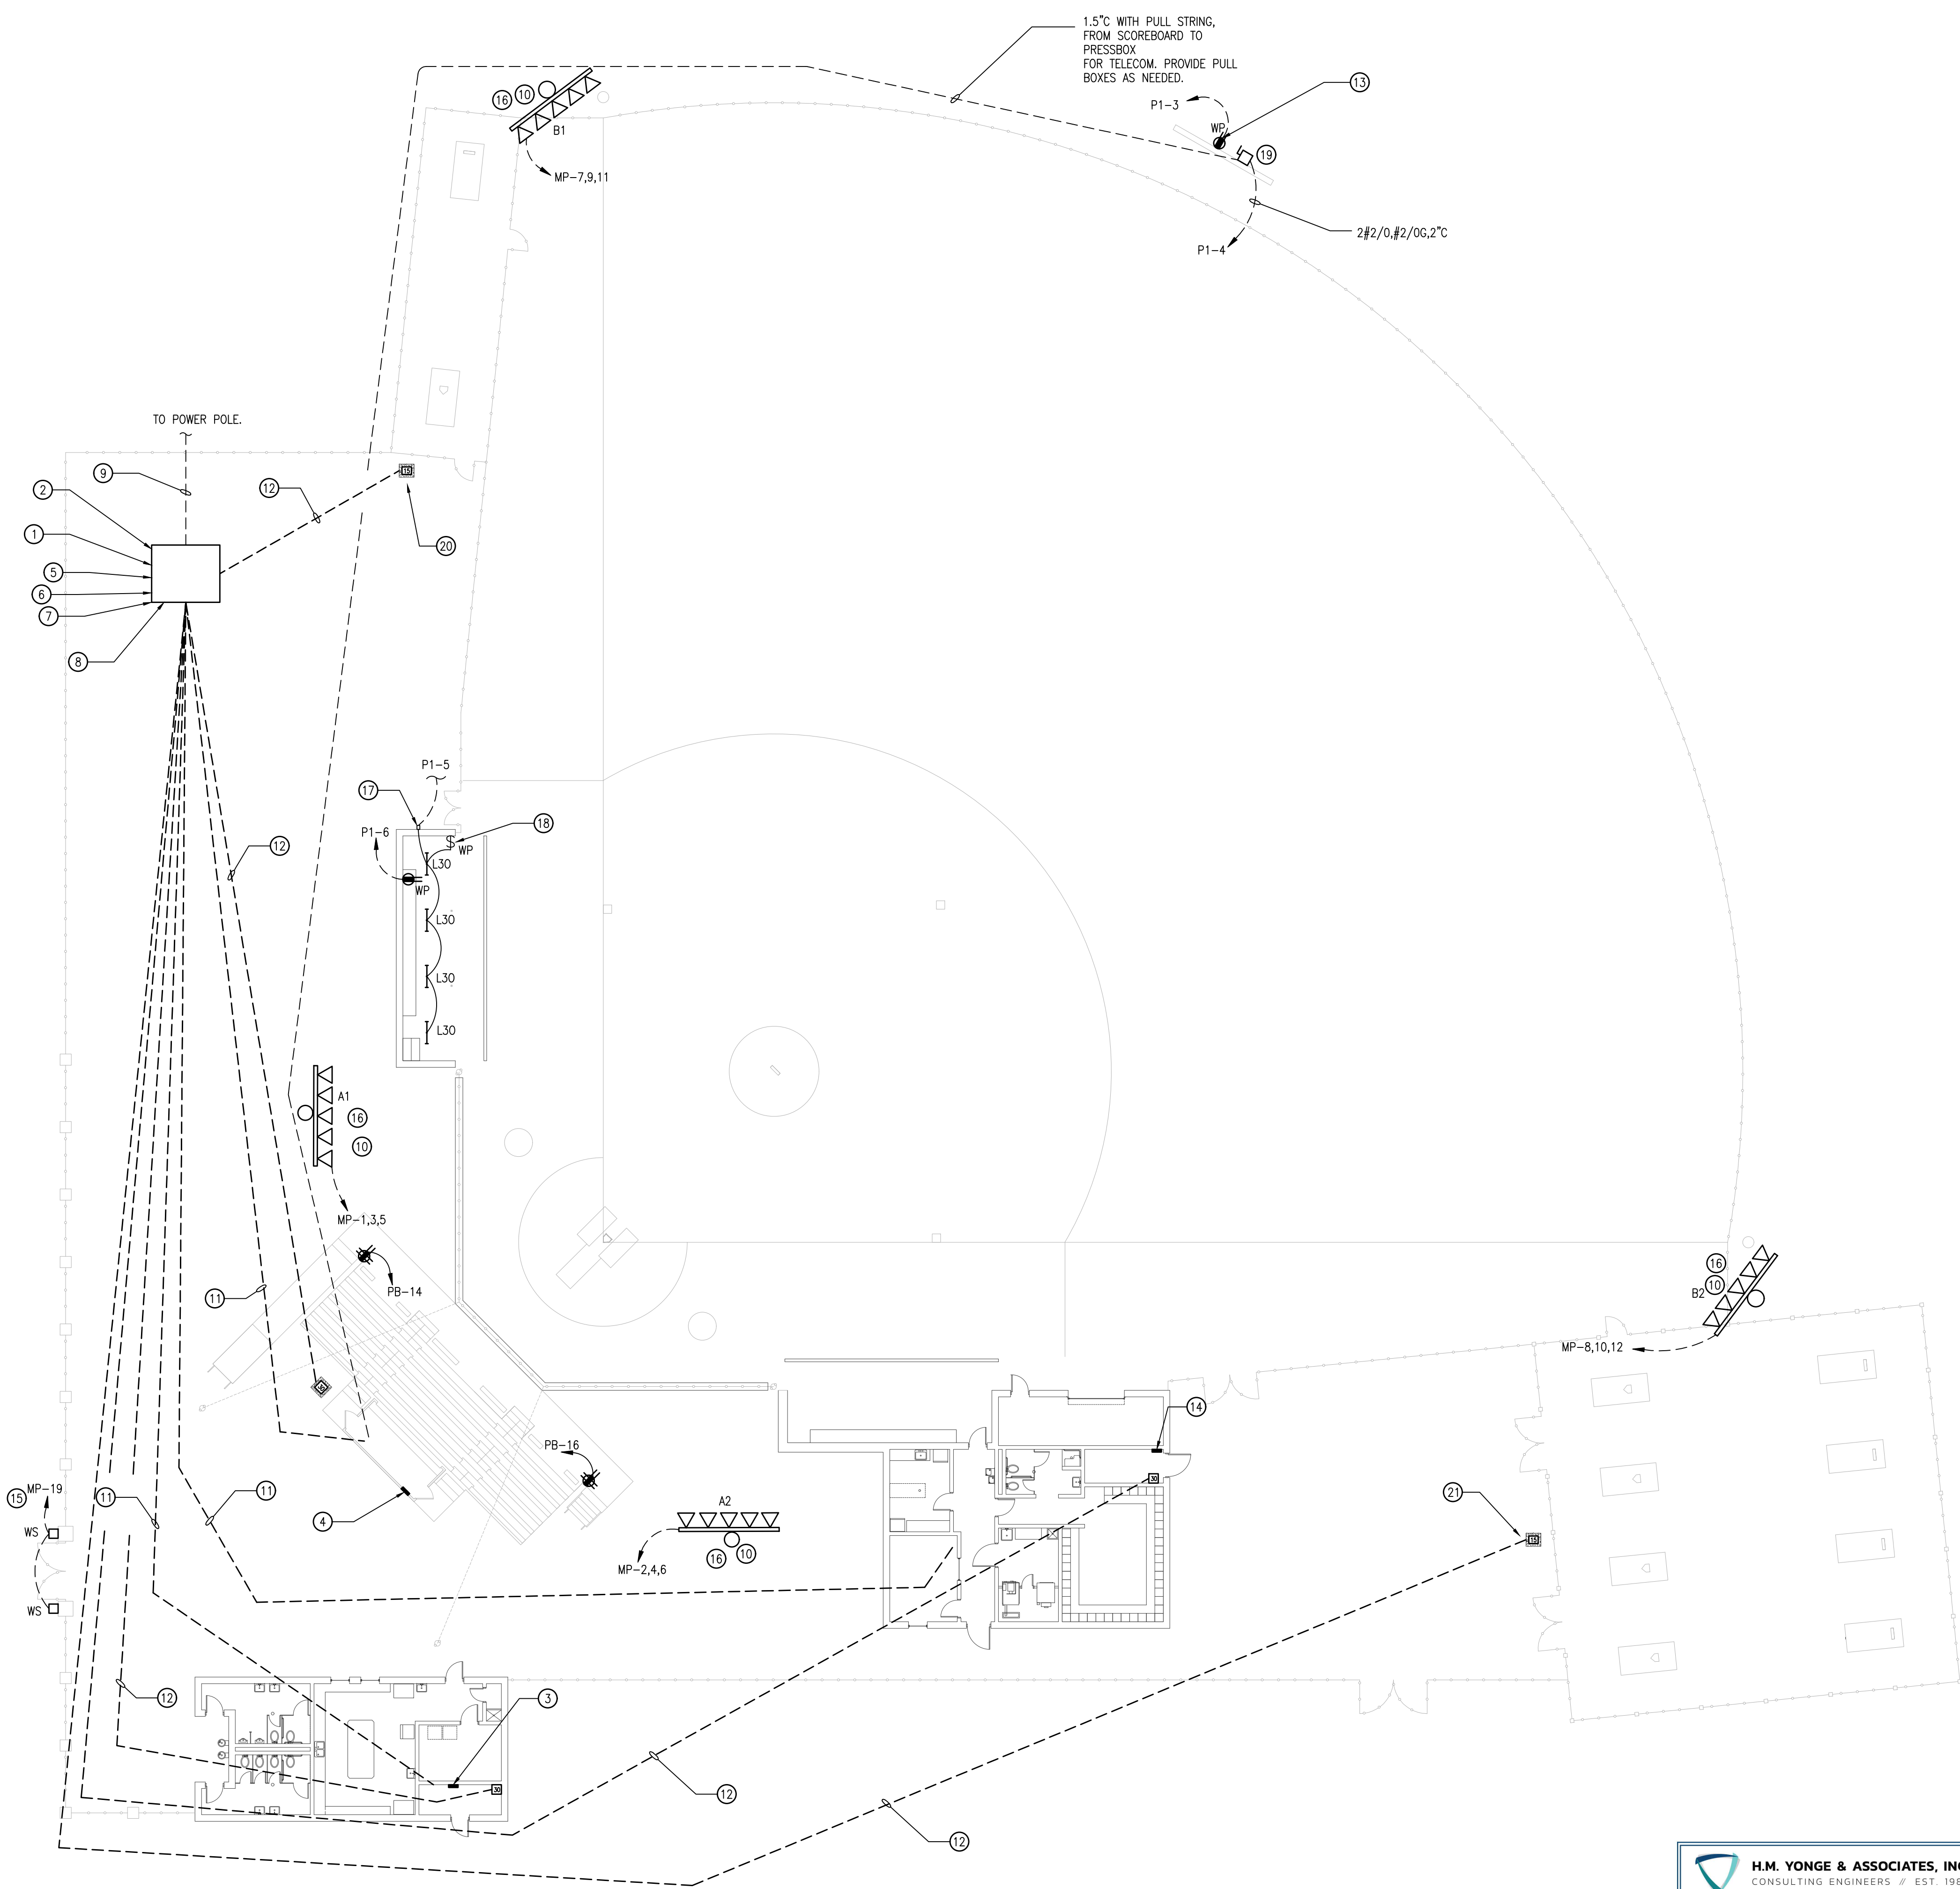 1.5"C WITH PULL STRING,
FROM SCOREBOARD TO
PRESSBOX
FOR TELECOM. PROVIDE PULL
BOXES AS NEEDED.
13
P1-3
WP
19
16
10
B1
MP-7,9,11
2#2/0,#2/0G,2"C
P1-4
TO POWER POLE.
9
2
12
15
1
20
5
6
7
8
P1-5
17
18
P1-6
WP
12
L30
WP
L30
L30
L30
A1
16
10
MP-1,3,5
16
10
B2
PB-14
11
MP-8,10,12
14
PB-16
30
MP-19
15
11
11
4
A2
21
WS
15
16
10
MP-2,4,6
WS
12
3
30
12
12
H.M. YONGE & ASSOCIATES, INC
CONSULTING ENGINEERS // EST.